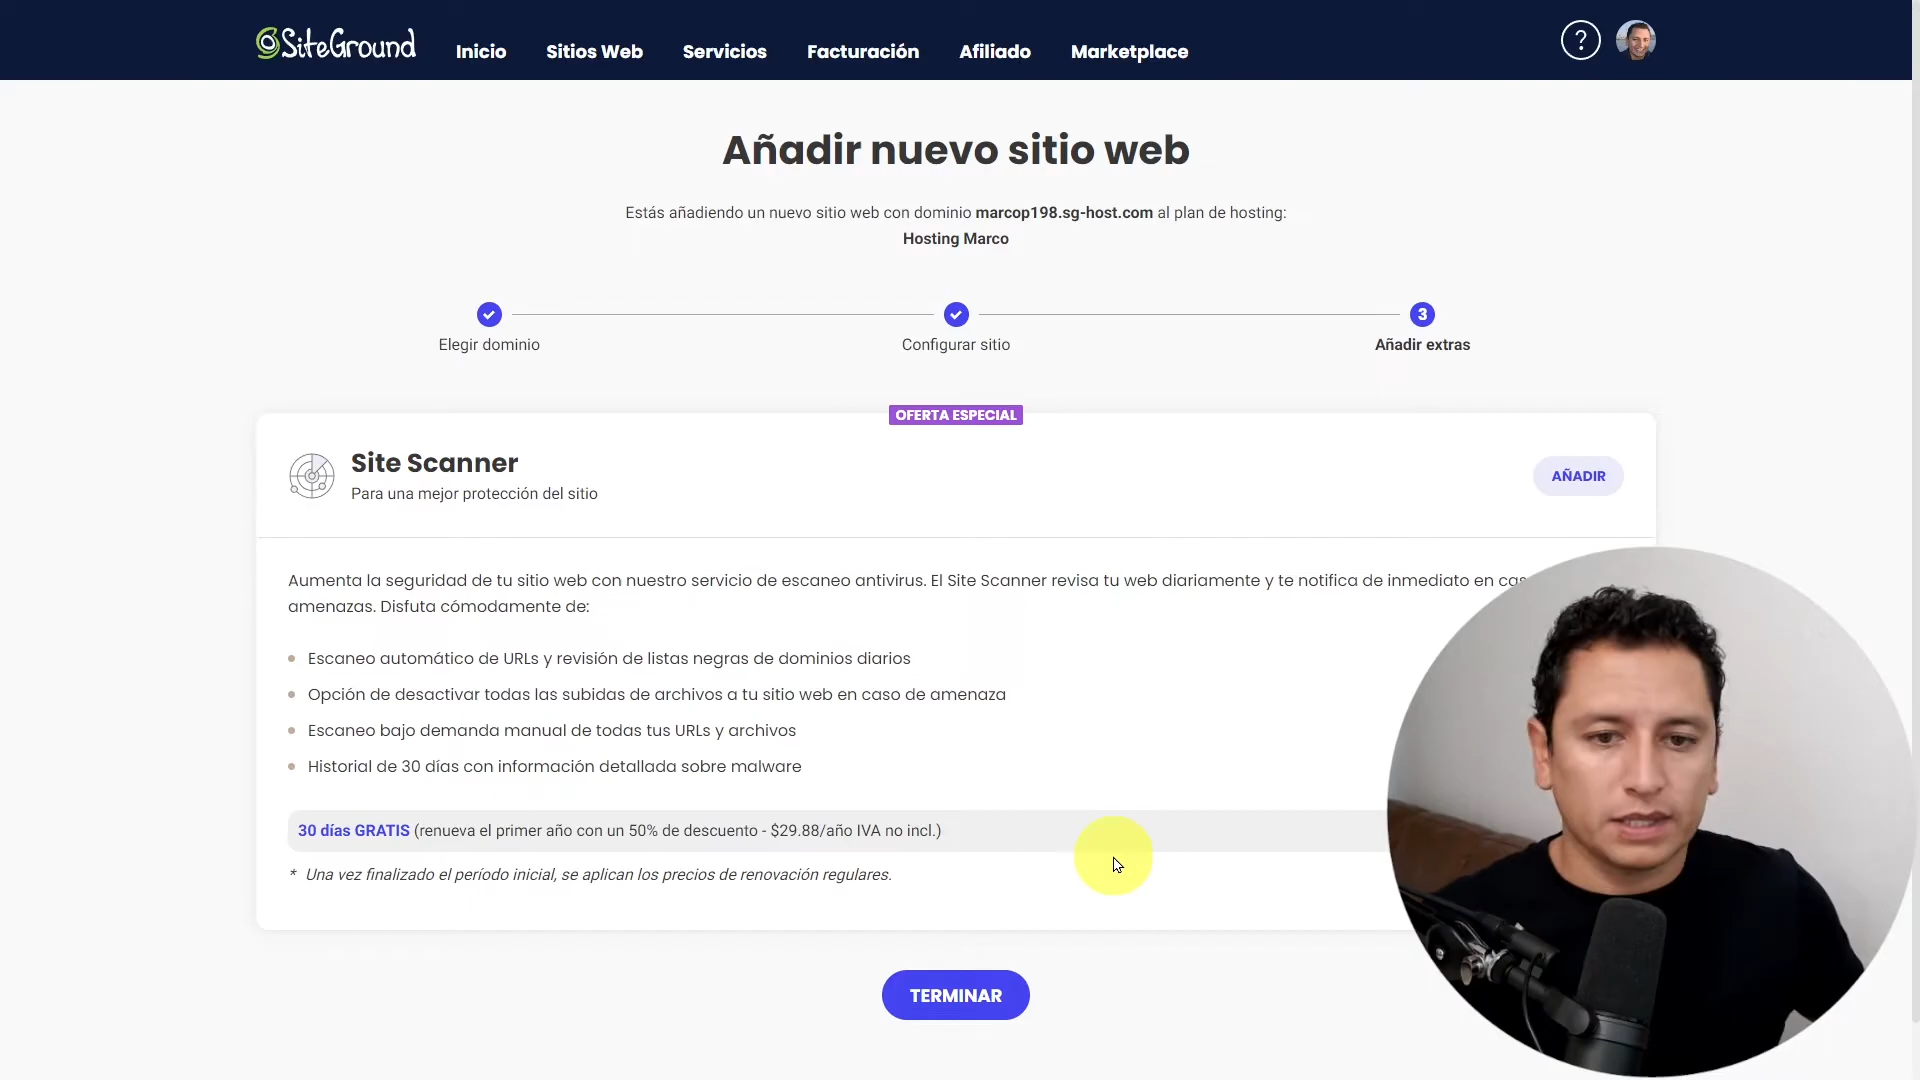 SiteGround
Inicio
Sitios Web
Servicios
Facturación
Afiliado
Marketplace
?
Añadir nuevo sitio web
Estás añadiendo un nuevo sitio web con dominio marcop198.sg-host.com al plan de hosting:
Hosting Marco
3
Elegir dominio
Configurar sitio
Añadir extras
OFERTA ESPECIAL
Site Scanner
Para una mejor protección del sitio
AÑADIR
Aumenta la seguridad de tu sitio web con nuestro servicio de escaneo antivirus. El Site Scanner revisa tu web diariamente y te notifica de inmediato en
amenazas. Disfuta cómodamente de:
Escaneo automático de URLs y revisión de listas negras de dominios diarios
Opción de desactivar todas las subidas de archivos a tu sitio web en caso de amenaza
Escaneo bajo demanda manual de todas tus URLs y archivos
Historial de 30 días con información detallada sobre malware
30 días GRATIS (renueva el primer año con un 50% de descuento - $29.88/año IVA no incl.)
* Una vez finalizado el período inicial, se aplican los precios de renovación regulares.
TERMINAR